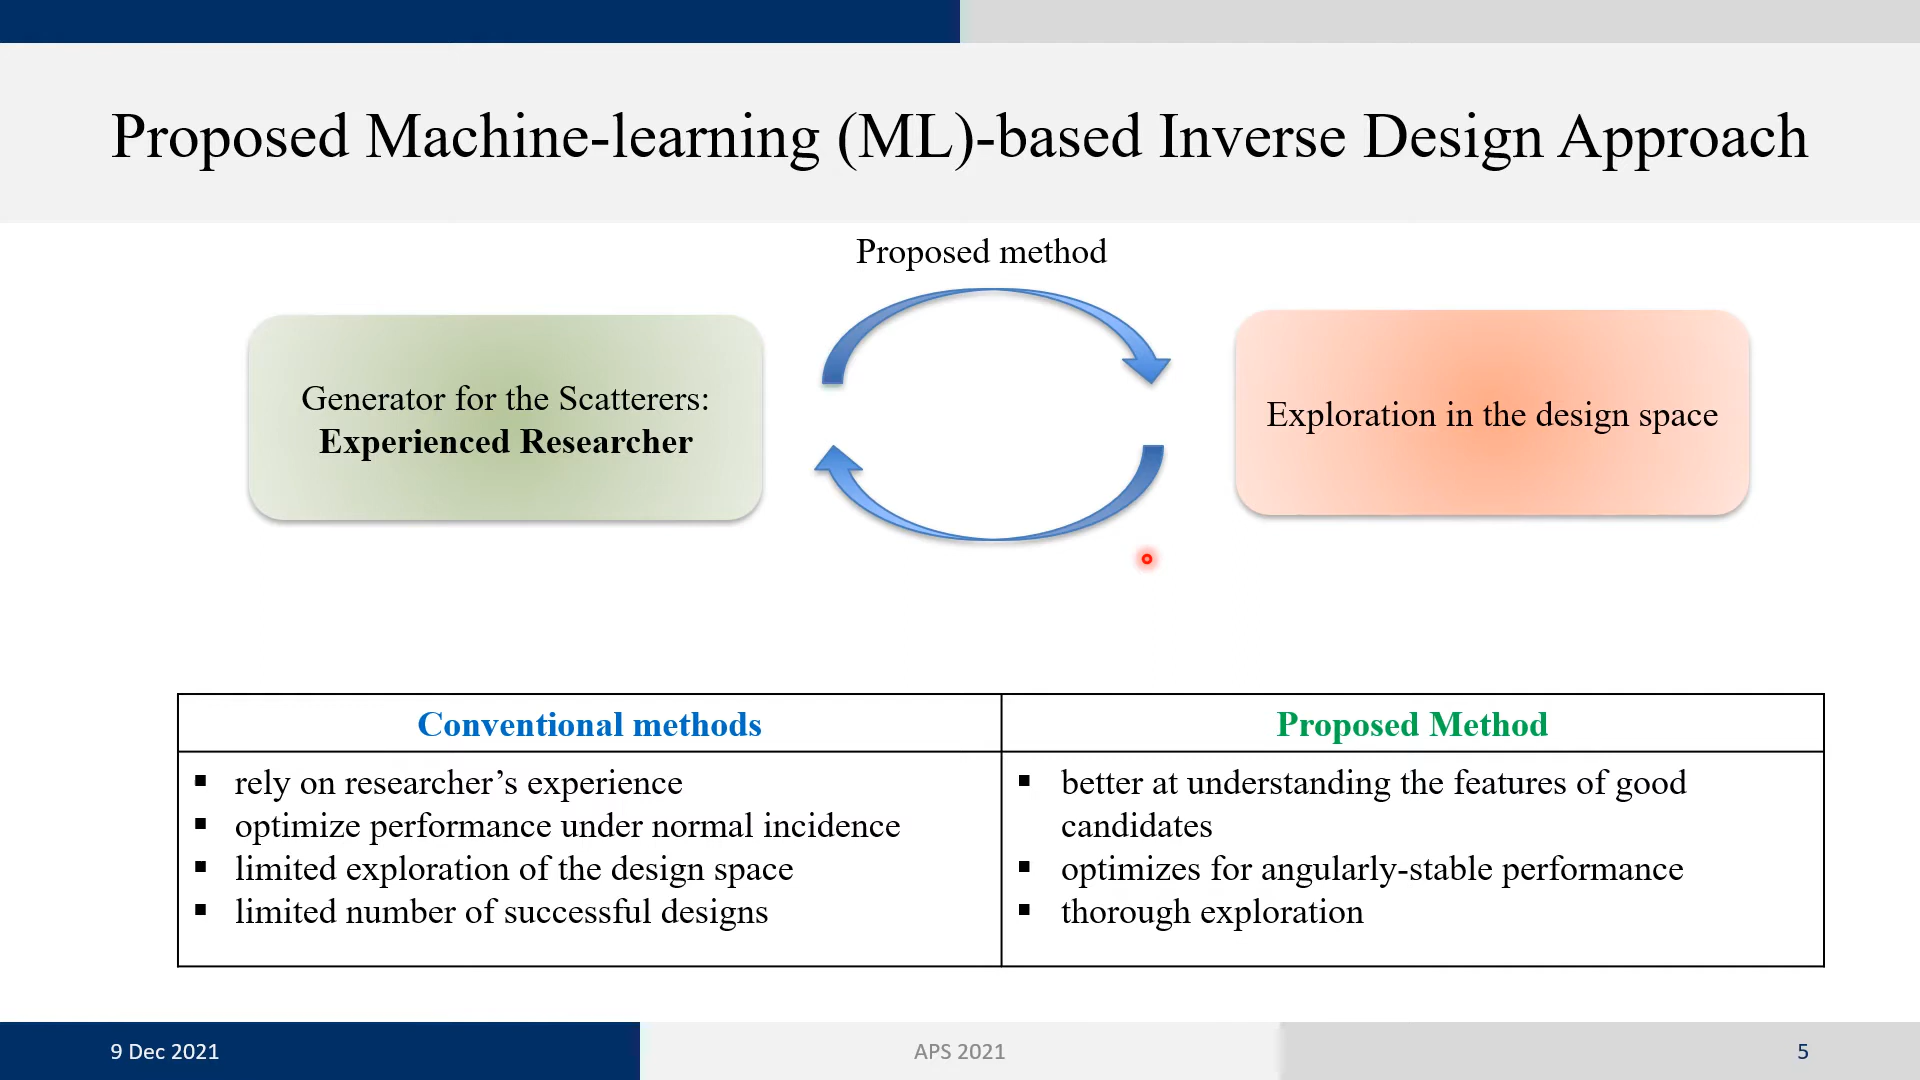 Proposed Machine-learning (ML)-based Inverse Design Approach
Proposed method
Generator for the Scatterers:
Experienced Researcher
Exploration in the design space
Conventional methods
▪ rely on researcher’s experience
▪ optimize performance under normal incidence
▪ limited exploration of the design space
▪ limited number of successful designs
Proposed Method
▪ better at understanding the features of good
candidates
▪ optimizes for angularly-stable performance
▪ thorough exploration
9 Dec 2021
APS 2021
5